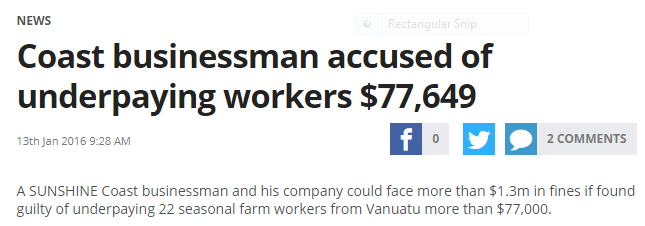 NEWS
Rectangular Snip
Coast businessman accused of
underpaying workers $77,649
13th Jan 2016 9:28 AM
f 0
2 COMMENTS
A SUNSHINE Coast businessman and his company could face more than $1.3m in fines if found
guilty of underpaying 22 seasonal farm workers from Vanuatu more than $77,000.